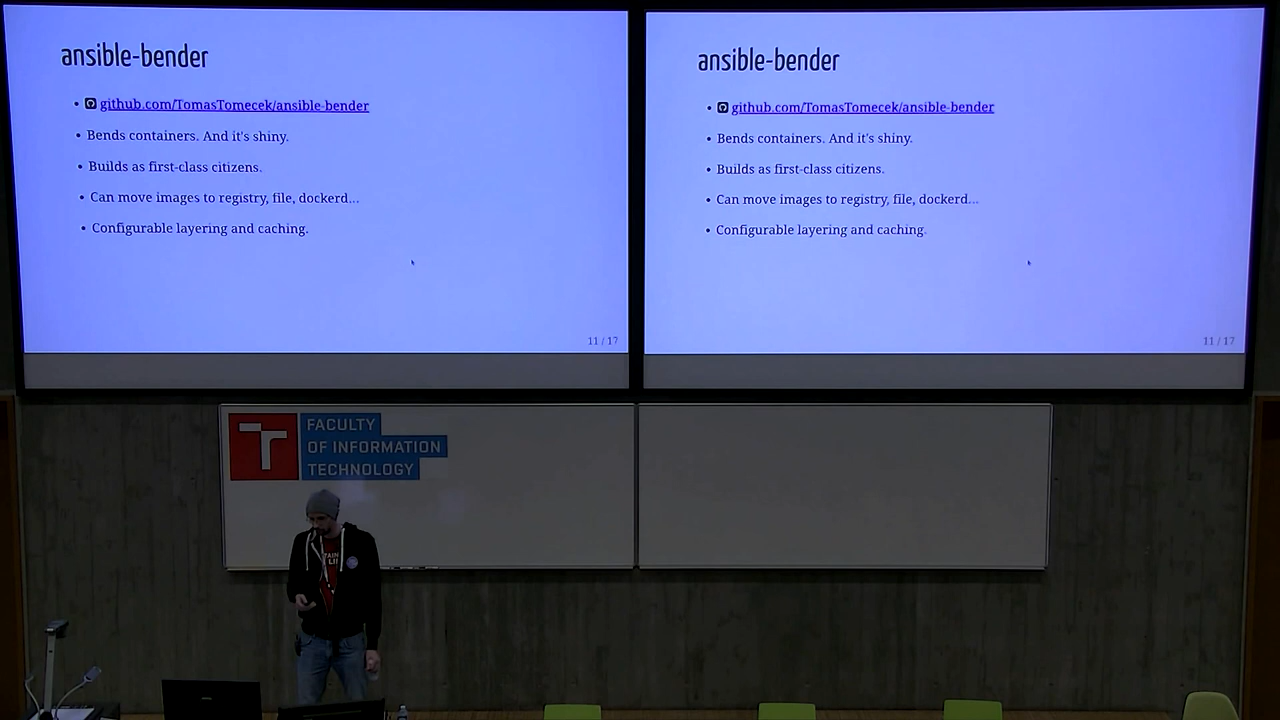 ansible-bender
• github.com/TomasTomecek/ansible-bender
• Bends containers. And it's shiny.
• Builds as first-class citizens.
• Can move images to registry, file, dockerd...
• Configurable layering and caching.
11 / 17
ansible-bender
• github.com/TomasTomecek/ansible-bender
• Bends containers. And it's shiny.
• Builds as first-class citizens.
• Can move images to registry, file, dockerd...
• Configurable layering and caching.
11 / 17
FACULTY
OF INFORMATION
TECHNOLOGY